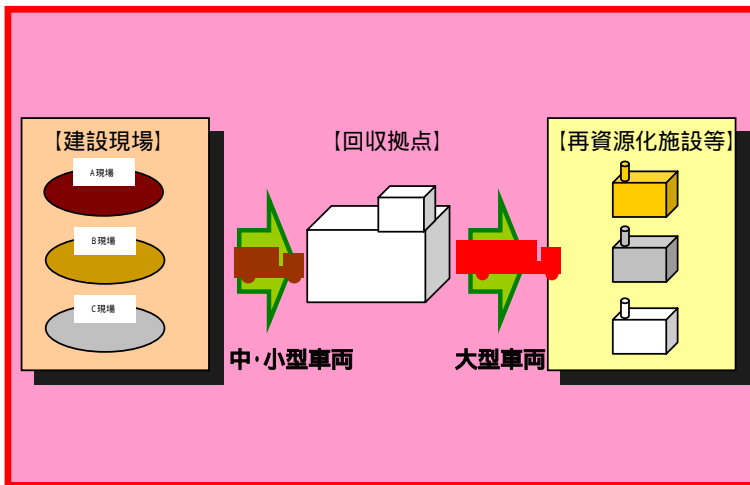 【建設現場】
A現場
B現場
C現場
中・小型車両
【回収拠点】
大型車両
【再資源化施設等】